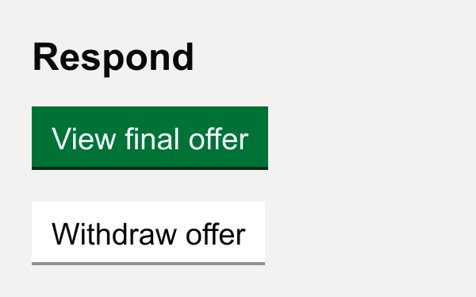 Respond
View final offer
Withdraw offer